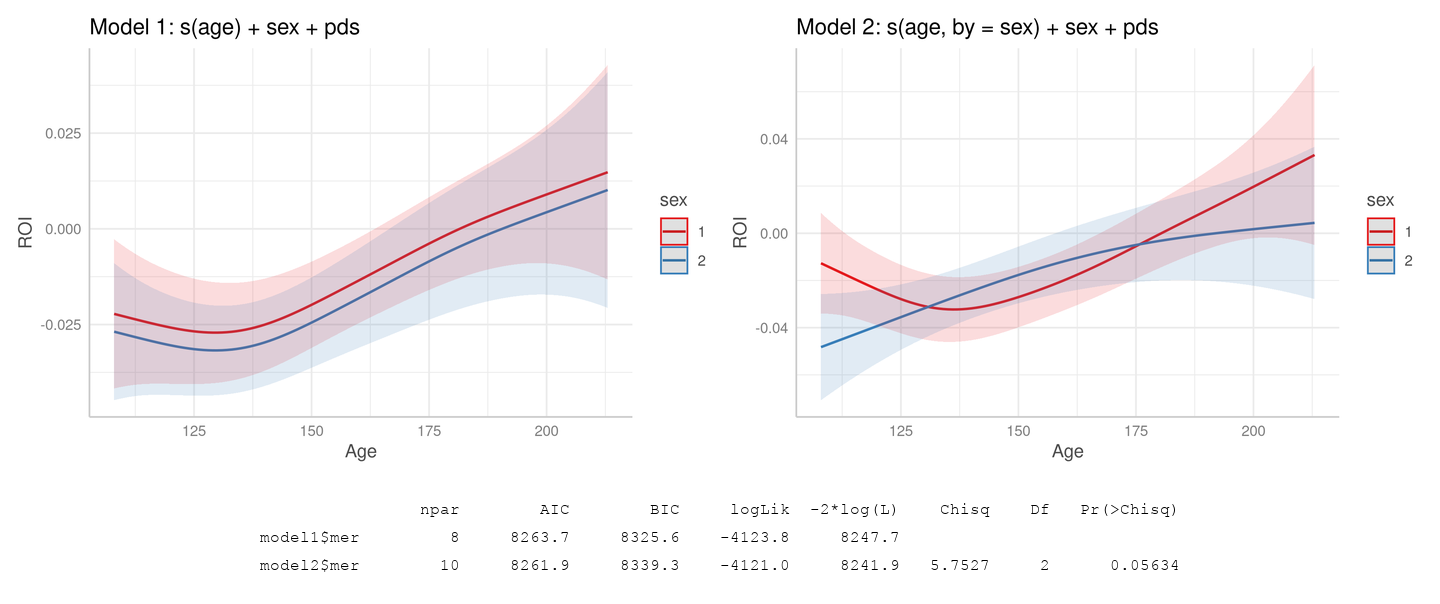 Model 1: s(age) + sex + pds
ROI
0.025
0.000
-0.025
125 150 175 200
Age
sex
1
2
Model 2: s(age, by = sex) + sex + pds
ROI
0.04
0.00
-0.04
125 150 175 200
Age
sex
1
2
npar AIC BIC logLik -2*log(L) Chisq Df Pr(>Chisq)
model1$mer 8 8263.7 8325.6 -4123.8 8247.7
model2$mer 10 8261.9 8339.3 -4121.0 8241.9 5.7527 2 0.05634